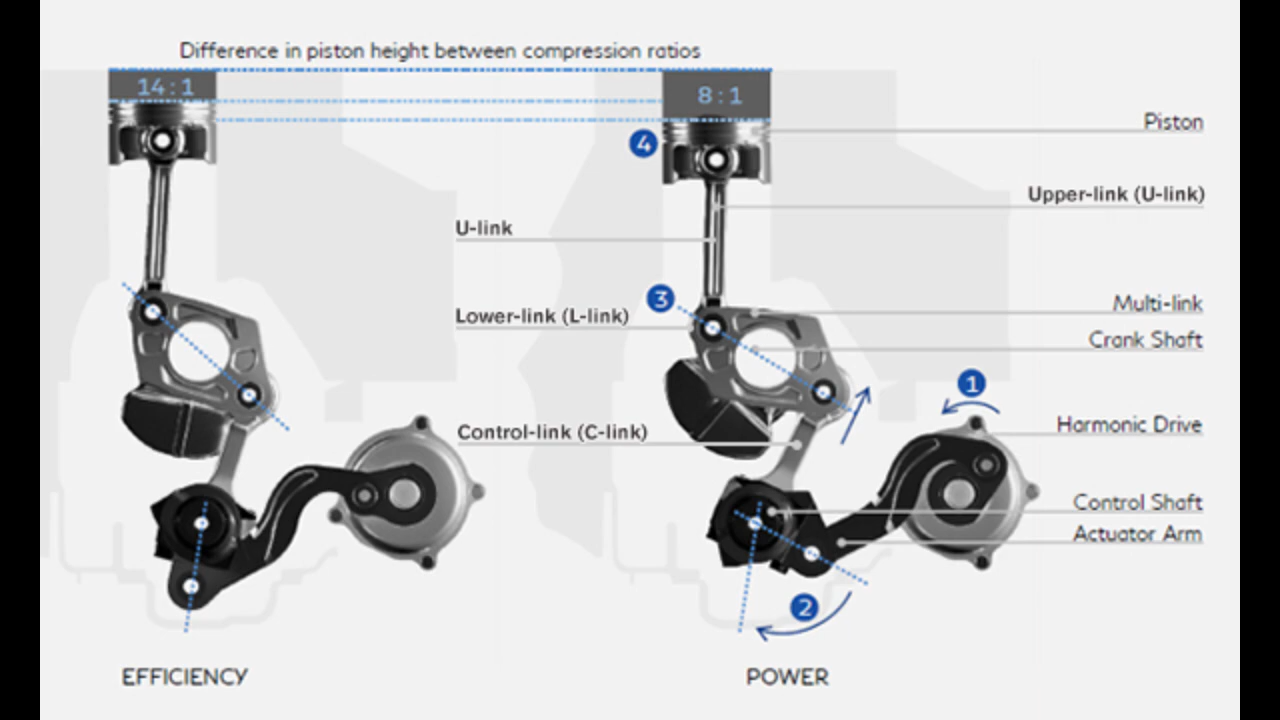 Difference in piston height between compression ratios
14:1
8:1
Piston
4
Upper-link (U-link)
U-link
3
Multi-link
Lower-link (L-link)
Crank Shaft
1
Harmonic Drive
Control-link (C-link)
Control Shaft
Actuator Arm
2
EFFICIENCY
POWER